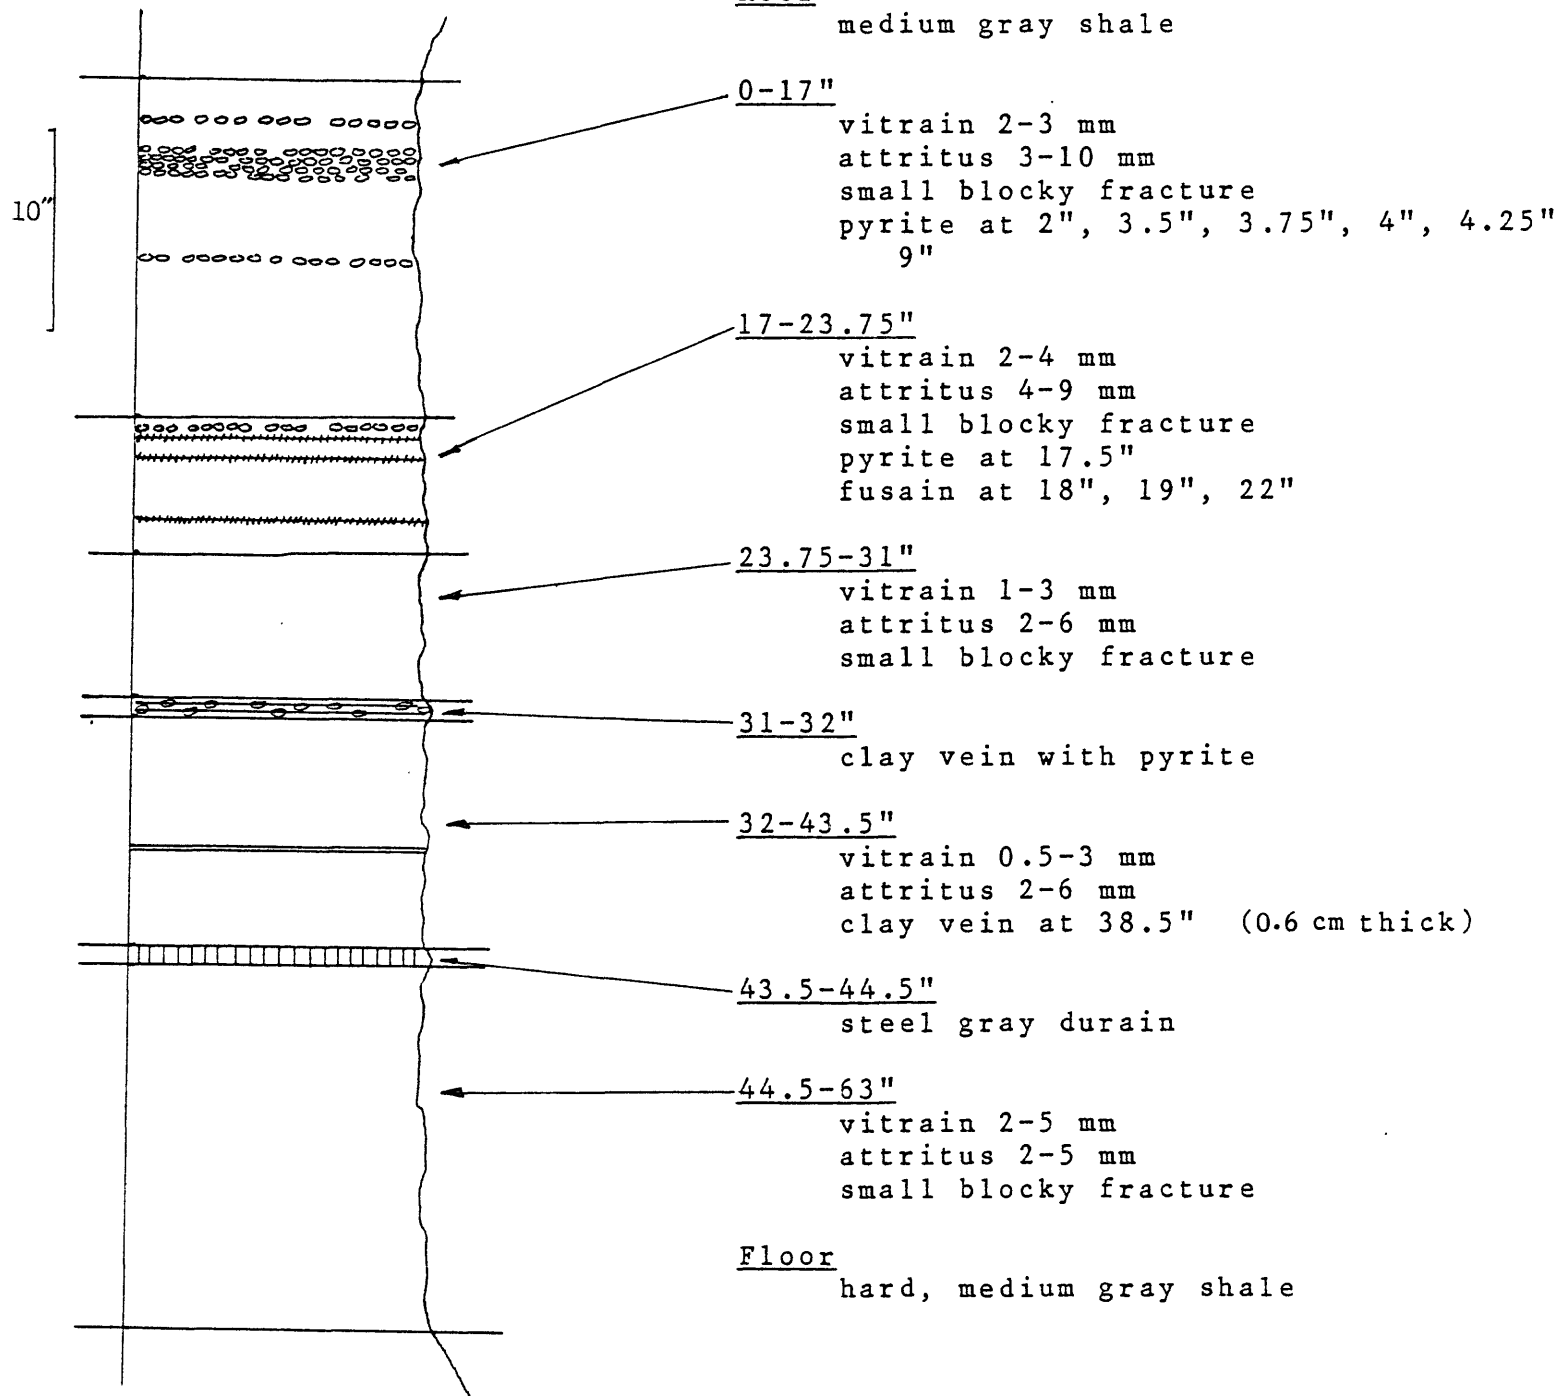 medium gray shale
0-17"
vitrain 2-3 mm
attritus 3-10 mm
small blocky fracture
pyrite at 2", 3.5", 3.75", 4", 4.25"
9"
10"
17-23.75"
vitrain 2-4 mm
attritus 4-9 mm
small blocky fracture
pyrite at 17.5"
fusain at 18", 19", 22"
23.75-31"
vitrain 1-3 mm
attritus 2-6 mm
small blocky fracture
31-32"
clay vein with pyrite
32-43.5"
vitrain 0.5-3 mm
attritus 2-6 mm
clay vein at 38.5" (0.6 cm thick)
43.5-44.5"
steel gray durain
44.5-63"
vitrain 2-5 mm
attritus 2-5 mm
small blocky fracture
Floor
hard, medium gray shale